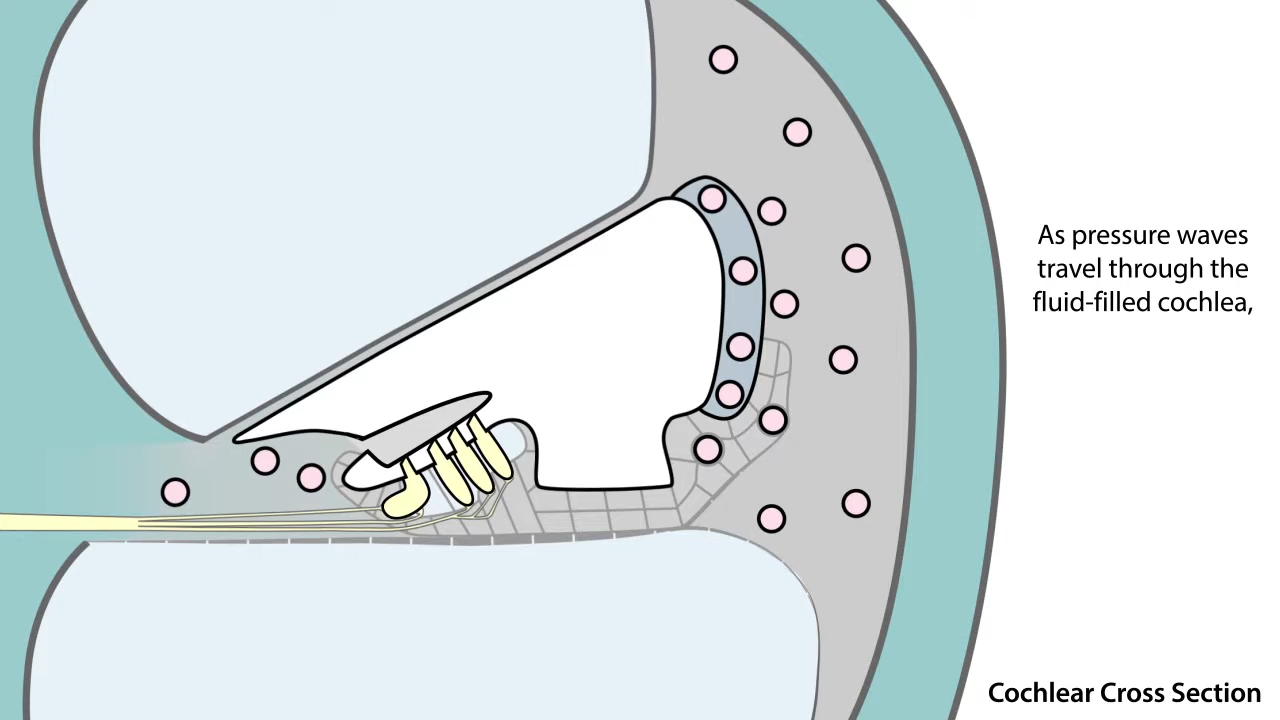 As pressure waves
travel through the
fluid-filled cochlea,
Cochlear Cross Section